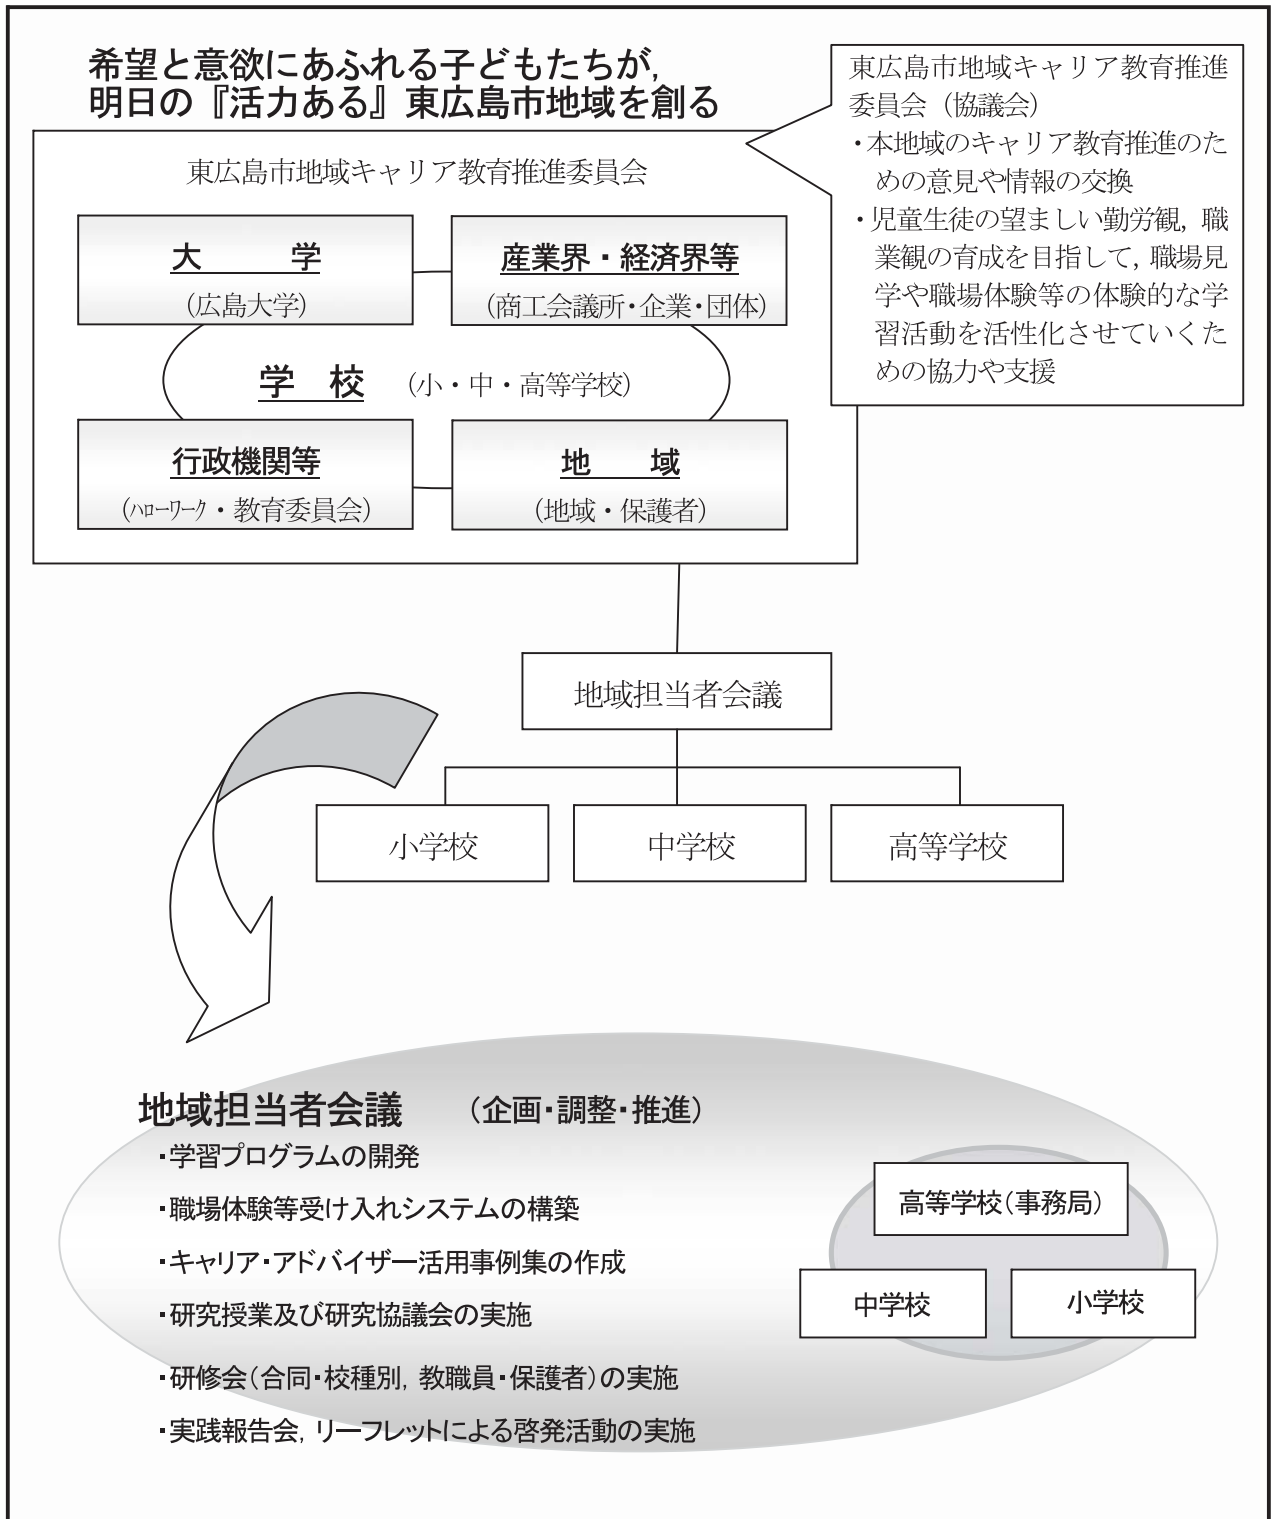 希望と意欲にあふれる子どもたちが,
明日の『活力ある』東広島市地域を創る
東広島市地域キャリア教育推進
委員会（協議会）
・本地域のキャリア教育推進のた
めの意見や情報の交換
・児童生徒の望ましい勤労観, 職
業観の育成を目指して, 職場見
学や職場体験等の体験的な学
習活動を活性化させていくた
めの協力や支援
東広島市地域キャリア教育推進委員会
大　　　学
（広島大学）
産業界・経済界等
（商工会議所・企業・団体）
学　校　（小・中・高等学校）
行政機関等
（ハローワーク・教育委員会）
地　　域
（地域・保護者）
地域担当者会議
小学校
中学校
高等学校
地域担当者会議　（企画・調整・推進）
・学習プログラムの開発
・職場体験等受け入れシステムの構築
・キャリア・アドバイザー活用事例集の作成
・研究授業及び研究協議会の実施
・研修会（合同・校種別, 教職員・保護者）の実施
・実践報告会, リーフレットによる啓発活動の実施
高等学校（事務局）
中学校
小学校